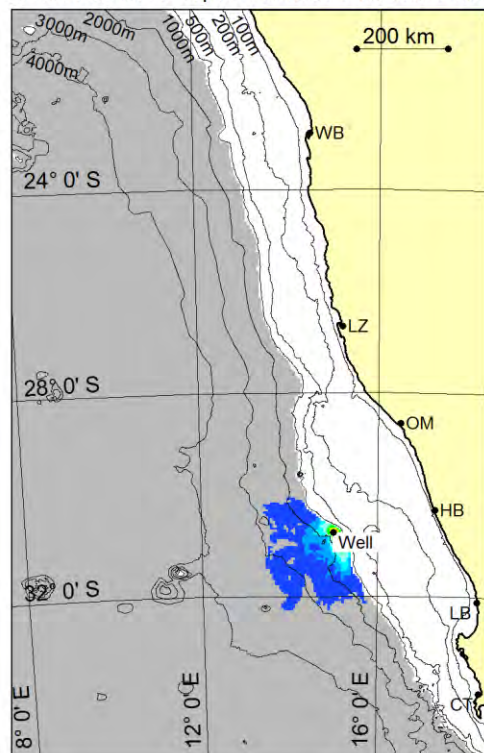 3000m
2000m
1000m
500m
200m
100m
4000m
200 km
WB
24° 0' S
LZ
28° 0' S
OM
HB
Well
32° 0' S
LB
CT
8° 0' E
12° 0' E
16° 0' E